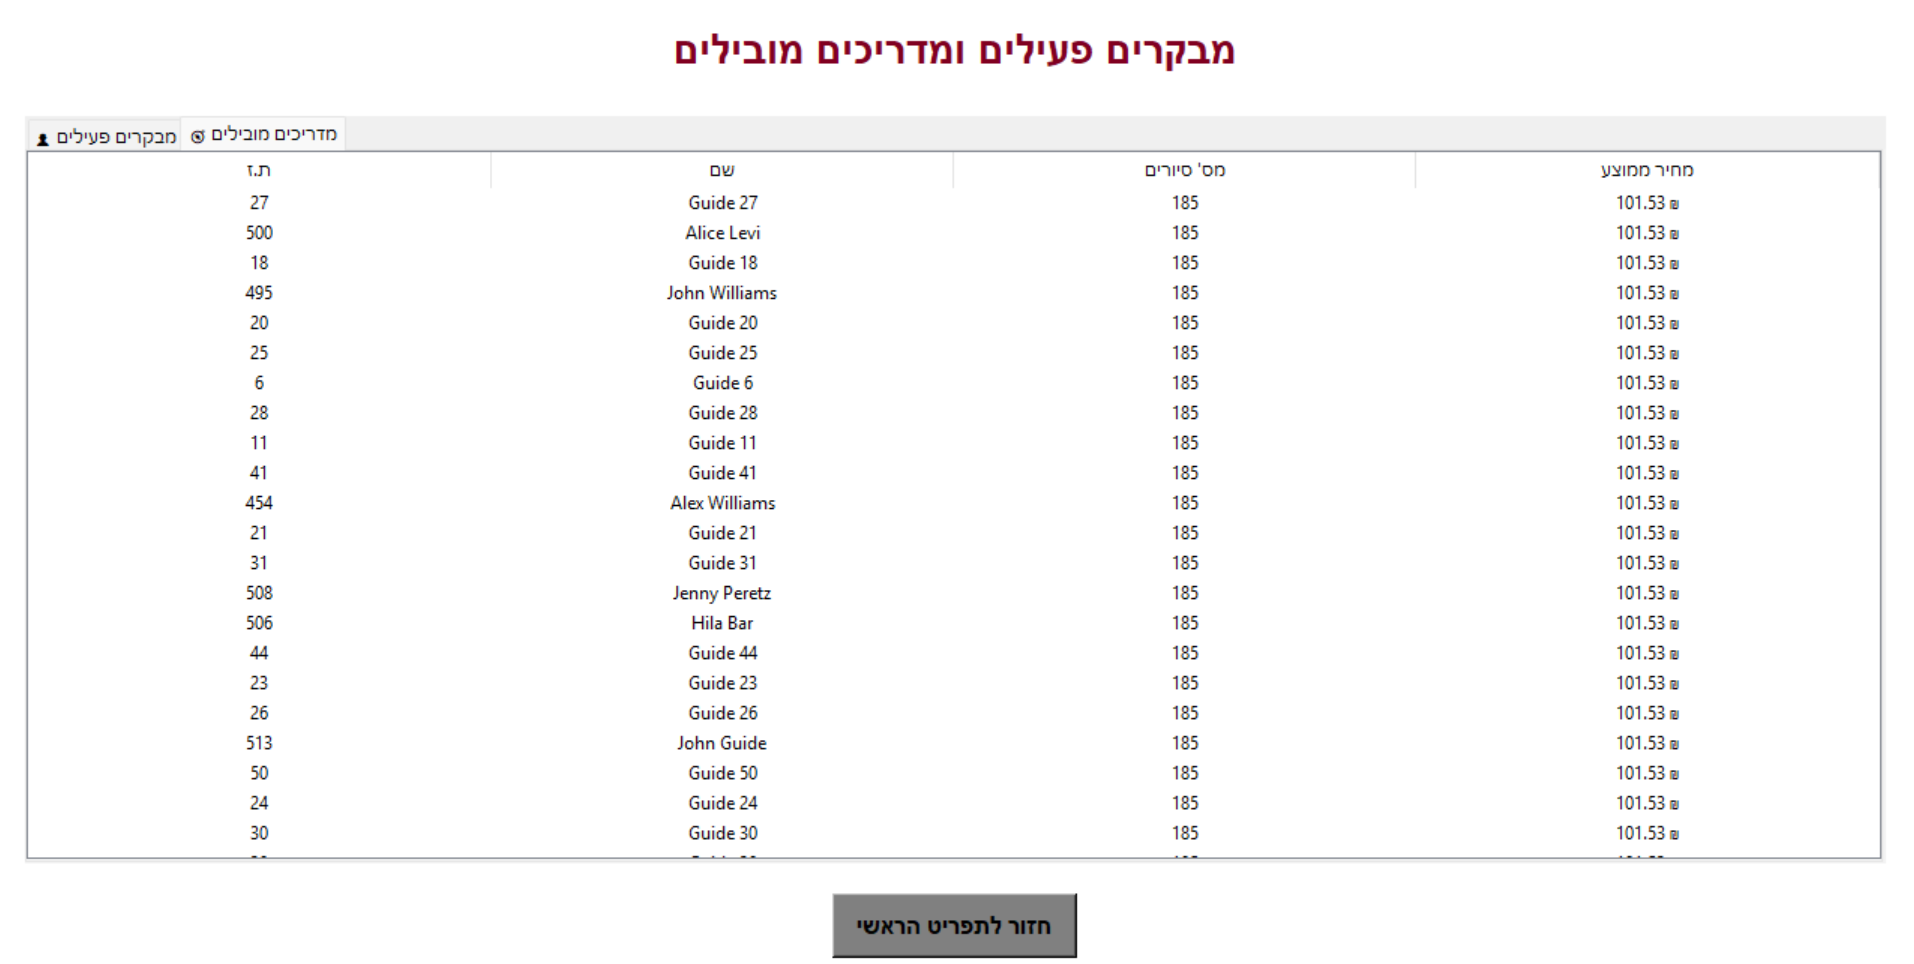 מבקרים פעילים ומדריכים מובילים
מבקרים פעילים מדריכים מובילים
ת.ז שם מס' סיורים מחיר ממוצע
27 Guide 27 185 101.53 ₪
500 Alice Levi 185 101.53 ₪
18 Guide 18 185 101.53 ₪
495 John Williams 185 101.53 ₪
20 Guide 20 185 101.53 ₪
25 Guide 25 185 101.53 ₪
6 Guide 6 185 101.53 ₪
28 Guide 28 185 101.53 ₪
11 Guide 11 185 101.53 ₪
41 Guide 41 185 101.53 ₪
454 Alex Williams 185 101.53 ₪
21 Guide 21 185 101.53 ₪
31 Guide 31 185 101.53 ₪
508 Jenny Peretz 185 101.53 ₪
506 Hila Bar 185 101.53 ₪
44 Guide 44 185 101.53 ₪
23 Guide 23 185 101.53 ₪
26 Guide 26 185 101.53 ₪
513 John Guide 185 101.53 ₪
50 Guide 50 185 101.53 ₪
24 Guide 24 185 101.53 ₪
30 Guide 30 185 101.53 ₪
חזור לתפריט הראשי